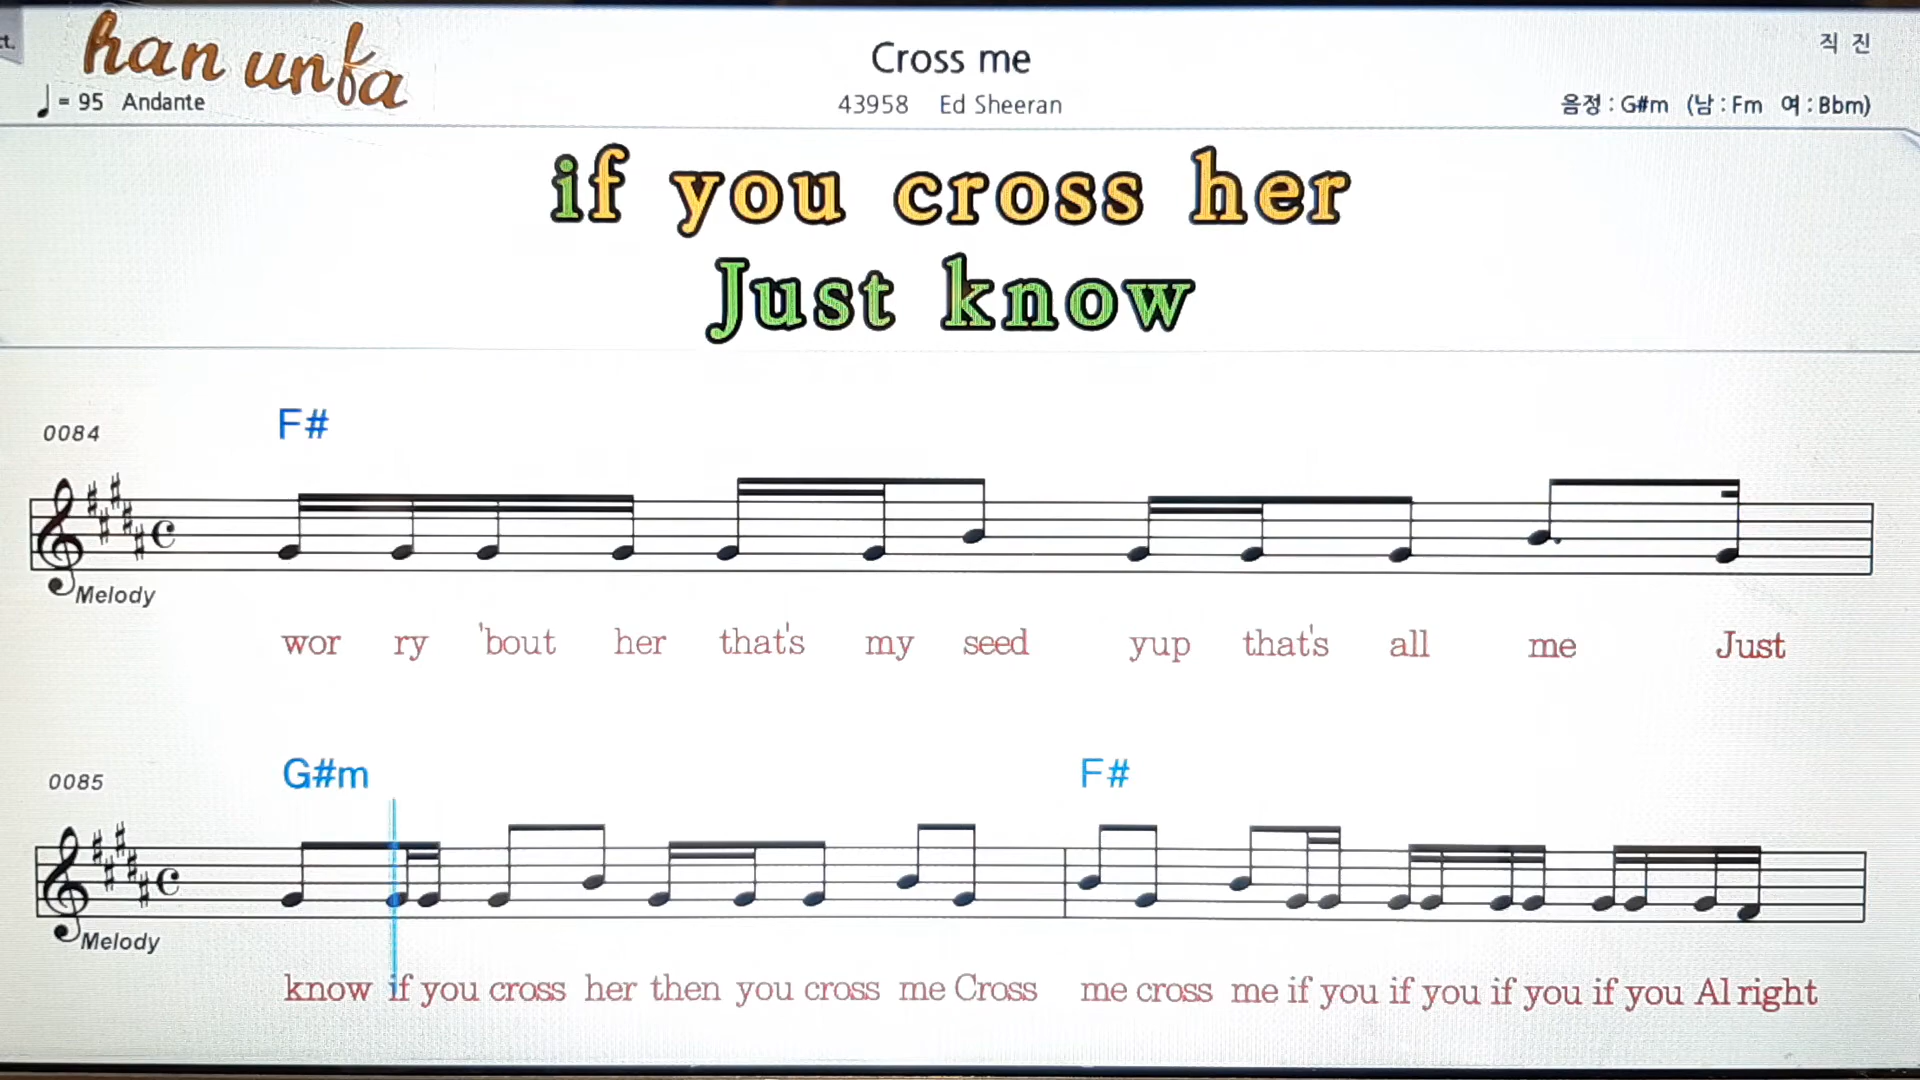 ct.
han unfa
Cross me
직 진
= 95 Andante
43958 Ed Sheeran
음정 : G#m (남 : Fm 여 : Bbm)
if you cross her
Just know
0084
F#
Melody
wor ry 'bout her that's my seed yup that's all me Just
0085
G#m F#
Melody
know if you cross her then you cross me Cross me cross me if you if you if you if you Al right